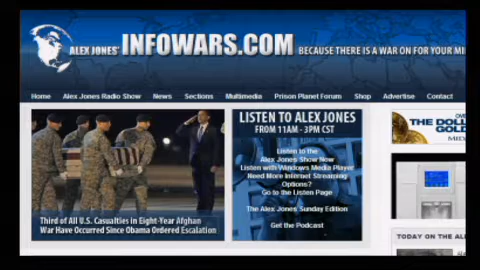 ALEX JONES' INFOWARS.COM BECAUSE THERE IS A WAR ON FOR YOUR MI
Home Alex Jones Radio Show News Sections Multimedia Prison Planet Forum Shop Advertise Contact
LISTEN TO ALEX JONES
FROM 11AM - 3PM CST
Listen to the
Alex Jones Show Now
Listen with Windows Media Player
Need More Internet Streaming
Options?
Go to the Listen Page
The Alex Jones Sunday Edition
Get the Podcast
Third of All U.S. Casualties in Eight-Year Afghan
War Have Occurred Since Obama Ordered Escalation
THE DOLL
GOL
TODAY ON THE AL